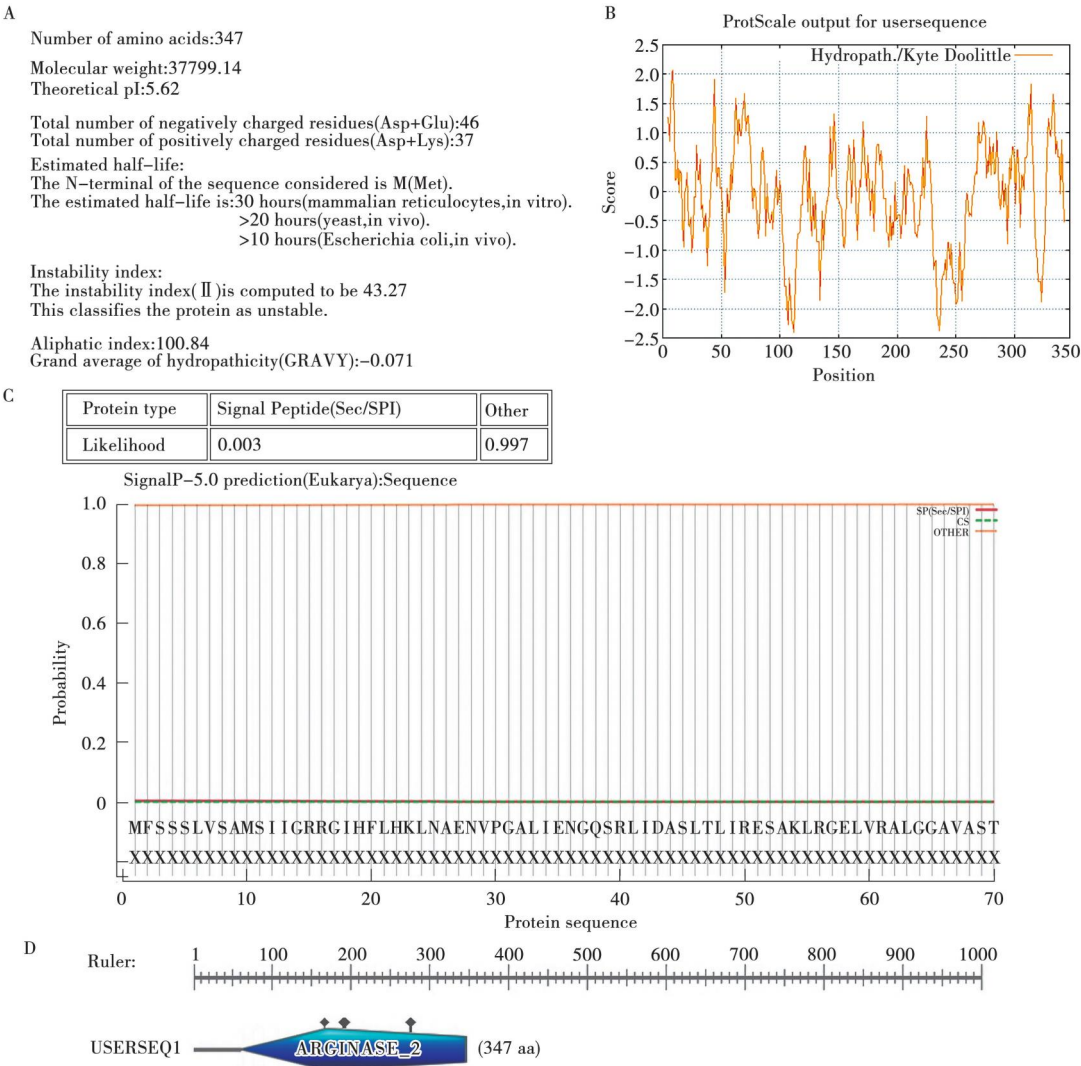 A
Number of amino acids:347
Molecular weight:37799.14
Theoretical pI:5.62
Total number of negatively charged residues(Asp+Glu):46
Total number of positively charged residues(Asp+Lys):37
Estimated half-life:
The N-terminal of the sequence considered is M(Met).
The estimated half-life is:30 hours(mammalian reticulocytes,in vitro).
>20 hours(yeast,in vivo).
>10 hours(Escherichia coli,in vivo).
Instability index:
The instability index(Ⅱ)is computed to be 43.27
This classifies the protein as unstable.
Aliphatic index:100.84
Grand average of hydropathicity(GRAVY):-0.071
B
ProtScale output for usersequence
Hydropath./Kyte Doolittle
Score
2.5
2.0
1.5
1.0
0.5
0
-0.5
-1.0
-1.5
-2.0
-2.5
0 50 100 150 200 250 300 350
Position
C
Protein type Signal Peptide(Sec/SPI) Other
Likelihood 0.003 0.997
SignalP-5.0 prediction(Eukarya):Sequence
SP(Sec/SPI)
CS
OTHER
Probability
1.0
0.8
0.6
0.4
0.2
0
MFSSSLVSAMSIIGRRGIHFLHKLNAENVPGALIENGQSRLIDASLTLIRESAKLRGELVRALGGAVAST
XXXXXXXXXXXXXXXXXXXXXXXXXXXXXXXXXXXXXXXXXXXXXXXXXXXXXXXXXXXXXXXXXXXXXX
0 10 20 30 40 50 60 70
Protein sequence
D
Ruler: 1 100 200 300 400 500 600 700 800 900 1000
USERSEQ1 ARGINASE_2 (347 aa)